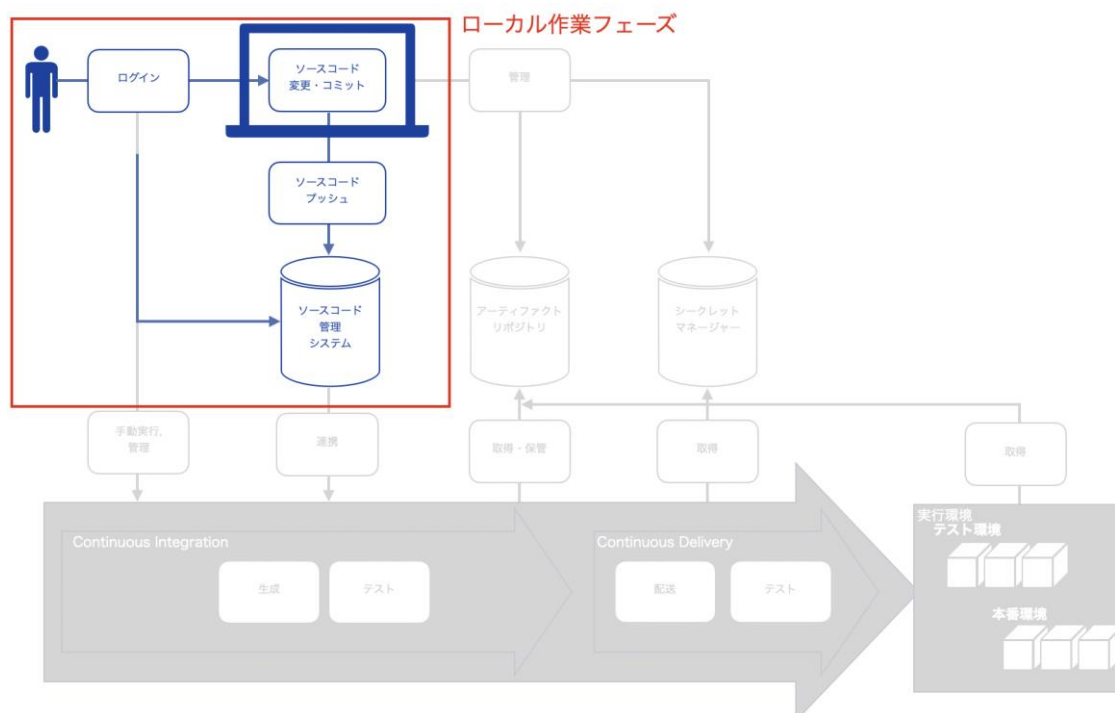 ローカル作業フェーズ
ログイン
ソースコード
変更・コミット
管理
ソースコード
プッシュ
ソースコード
管理
システム
アーティファクト
リポジトリ
シークレット
マネージャー
手動実行,
管理
連携
取得・保管
取得
取得
Continuous Integration
生成
テスト
Continuous Delivery
配送
テスト
実行環境
テスト環境
本番環境